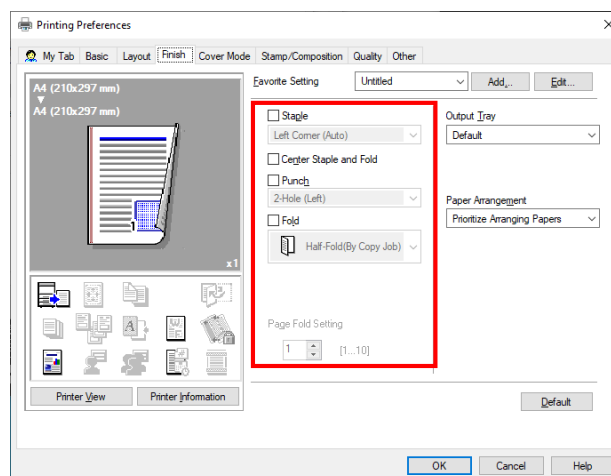 Printing Preferences
My Tab Basic Layout Finish Cover Mode Stamp/Composition Quality Other
A4 (210x297 mm)
A4 (210x297 mm)
1
x1
Printer View Printer Information
Favorite Setting Untitled Add... Edit...
Staple
Left Corner (Auto)
Center Staple and Fold
Punch
2-Hole (Left)
Fold
Half-Fold(By Copy Job)
Page Fold Setting
1 [1...10]
Output Tray
Default
Paper Arrangement
Prioritize Arranging Papers
Default
OK Cancel Help